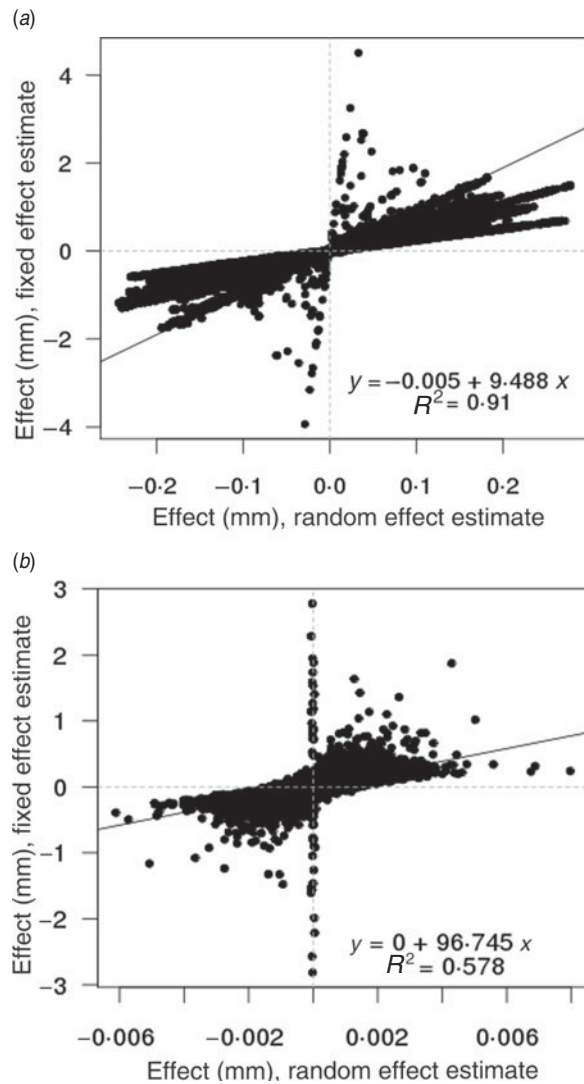 (a)
Effect (mm), fixed effect estimate
4
2
0
−2
−4
y = −0·005 + 9·488 x
R² = 0·91
−0·2 −0·1 0·0 0·1 0·2
Effect (mm), random effect estimate
(b)
Effect (mm), fixed effect estimate
3
2
1
0
−1
−2
−3
y = 0 + 96·745 x
R² = 0·578
−0·006 −0·002 0·002 0·006
Effect (mm), random effect estimate